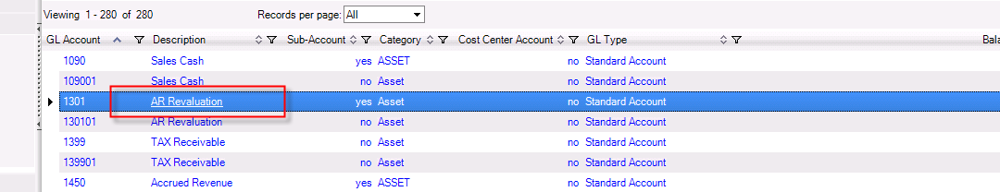 Viewing 1 - 280 of 280 Records per page: All
GL Account Description Sub-Account Category Cost Center Account GL Type Bala
1090 Sales Cash yes ASSET no Standard Account
109001 Sales Cash no Asset no Standard Account
1301 AR Revaluation yes Asset no Standard Account
130101 AR Revaluation no Asset no Standard Account
1399 TAX Receivable no Asset no Standard Account
139901 TAX Receivable no Asset no Standard Account
1450 Accrued Revenue yes ASSET no Standard Account